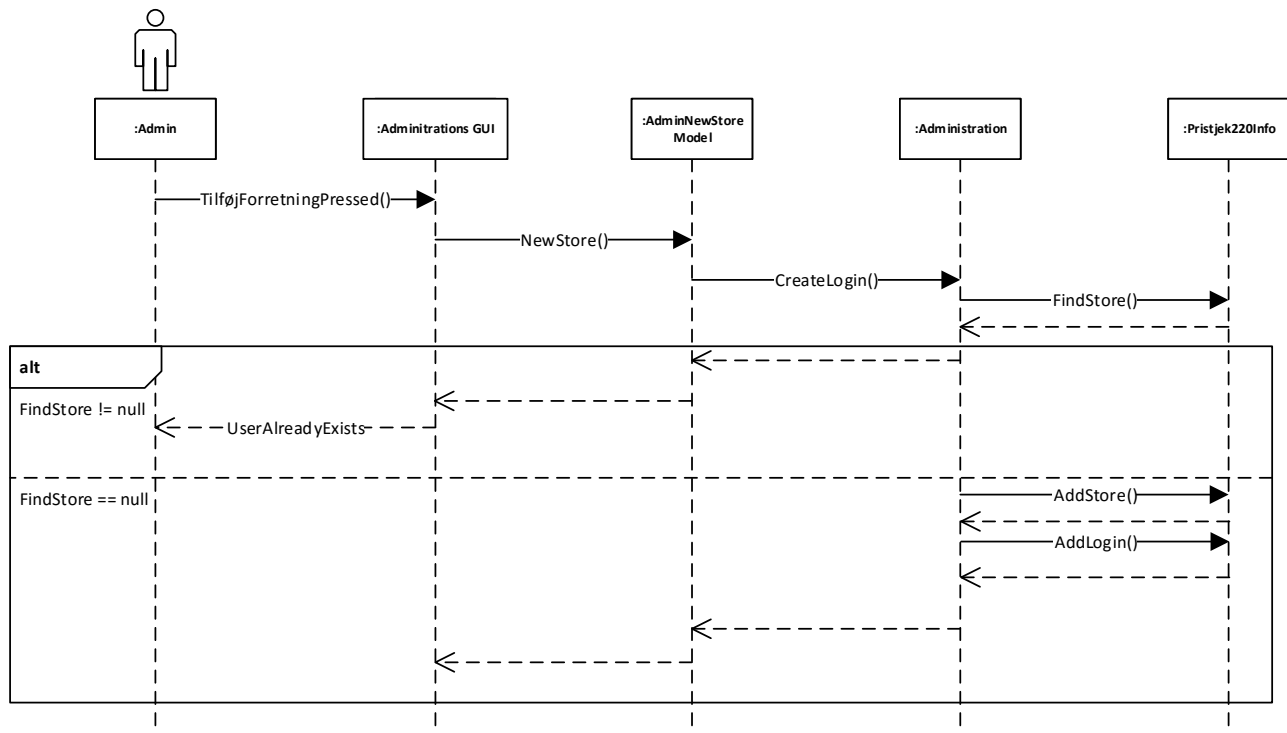 :Admin
:Adminitrations GUI
:AdminNewStore
Model
:Administration
:Pristjek220Info
TilføjForretningPressed()
NewStore()
CreateLogin()
FindStore()
alt
FindStore != null
UserAlreadyExists
FindStore == null
AddStore()
AddLogin()